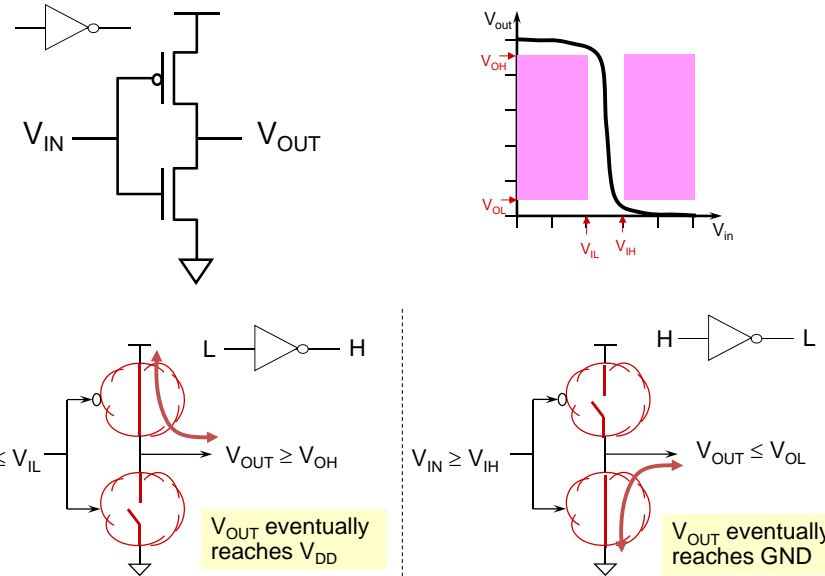 V_IN
V_OUT
V_out
V_OH
V_OL
V_IL
V_IH
V_in
L
H
≤ V_IL
V_OUT ≥ V_OH
V_OUT eventually
reaches V_DD
H
L
V_IN ≥ V_IH
V_OUT ≤ V_OL
V_OUT eventually
reaches GND